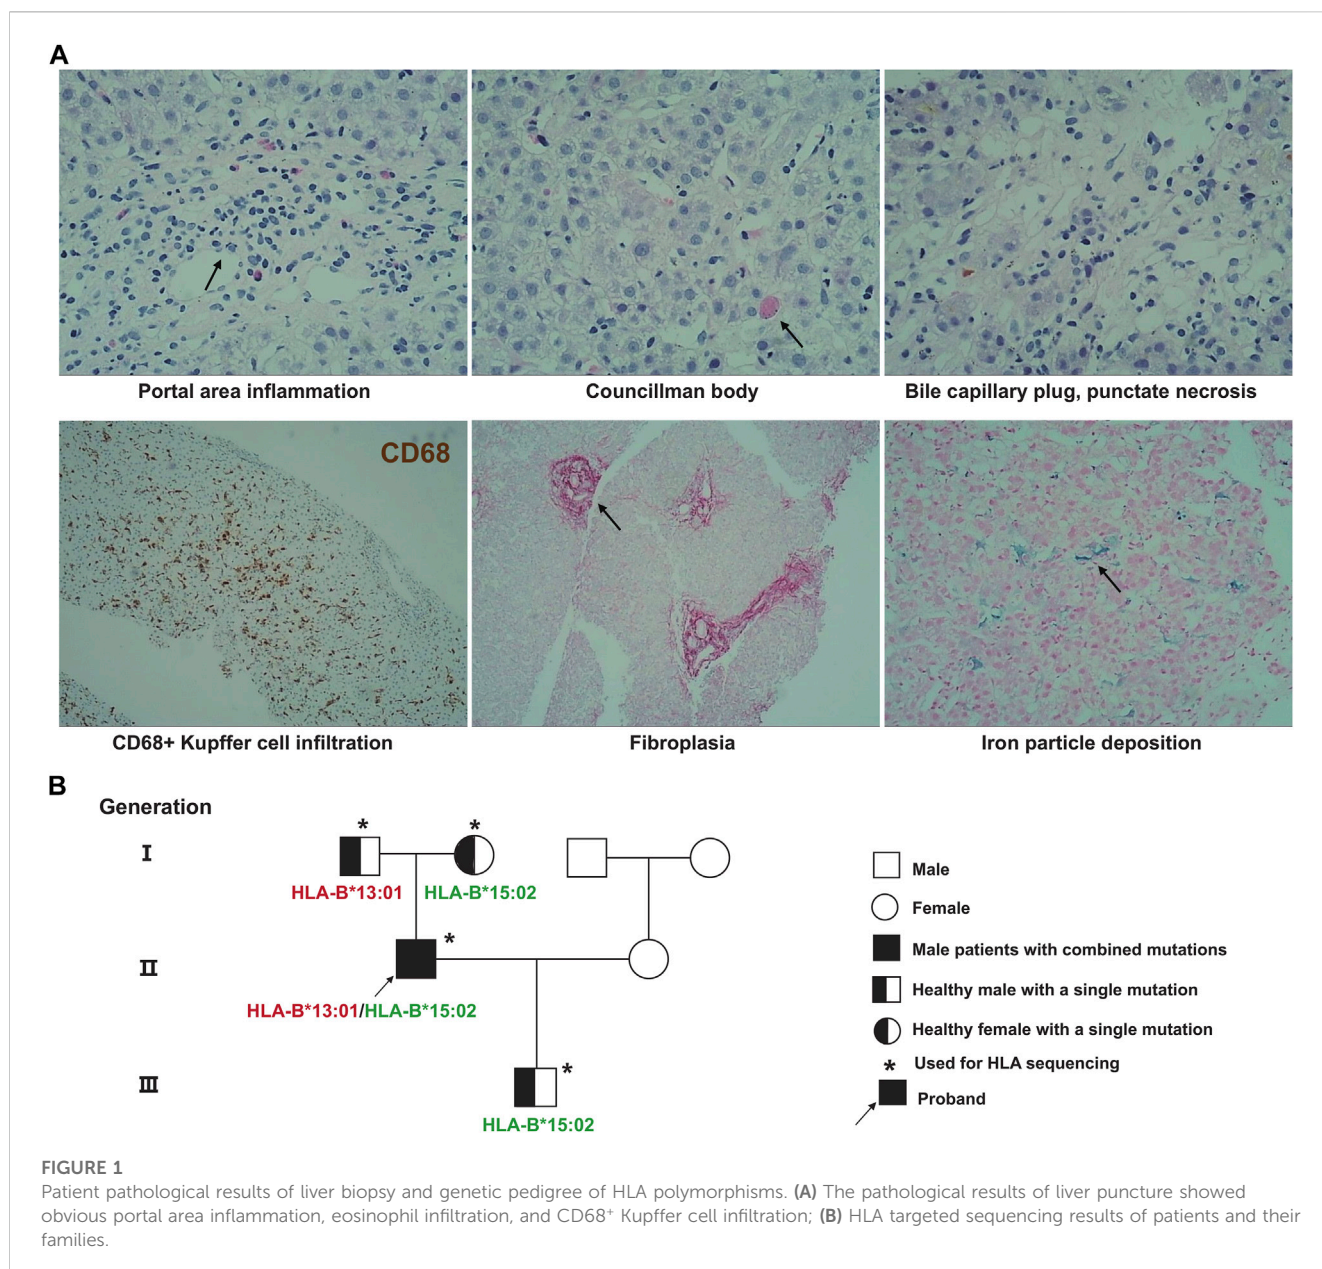 A
Portal area inflammation
Councillman body
Bile capillary plug, punctate necrosis
CD68
CD68+ Kupffer cell infiltration
Fibroplasia
Iron particle deposition
B
Generation
I
*
*
HLA-B*13:01
HLA-B*15:02
II
*
HLA-B*13:01/HLA-B*15:02
III
*
HLA-B*15:02
Male
Female
Male patients with combined mutations
Healthy male with a single mutation
Healthy female with a single mutation
* Used for HLA sequencing
Proband
FIGURE 1
Patient pathological results of liver biopsy and genetic pedigree of HLA polymorphisms. (A) The pathological results of liver puncture showed
obvious portal area inflammation, eosinophil infiltration, and CD68⁺ Kupffer cell infiltration; (B) HLA targeted sequencing results of patients and their
families.